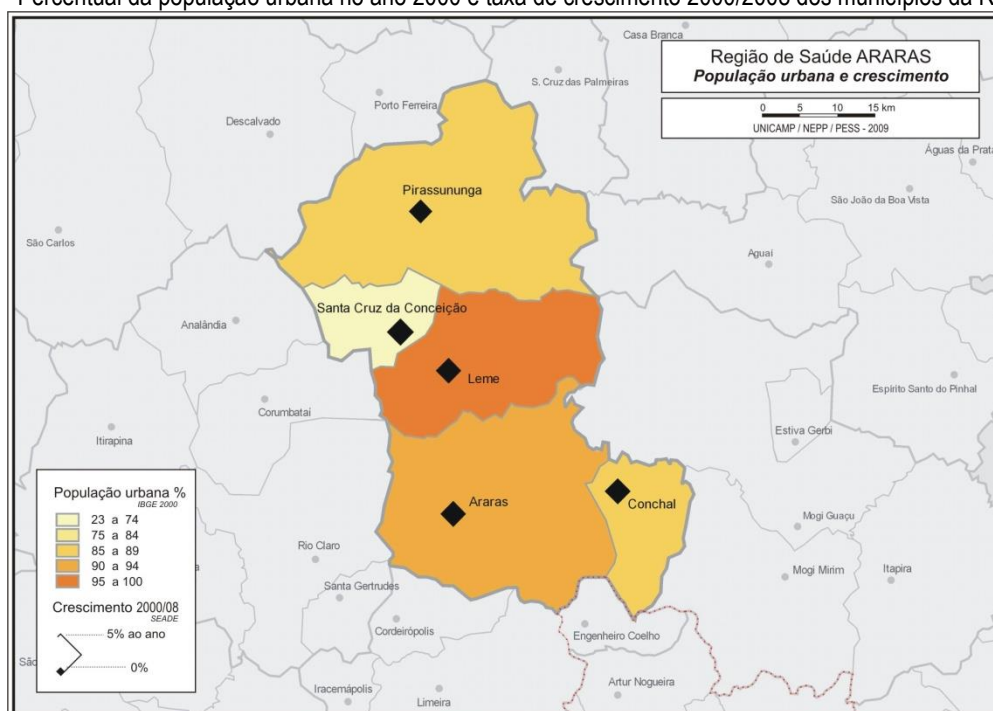 Percentual da população urbana no ano 2000 e taxa de crescimento 2000/2008 dos municípios da
Casa Branca
Região de Saúde ARARAS
População urbana e crescimento
0 5 10 15 km
UNICAMP / NEPP / PESS - 2009
S. Cruz das Palmeiras
Porto Ferreira
Descalvado
Águas da Prata
Pirassununga
São João da Boa Vista
São Carlos
Aguaí
Santa Cruz da Conceição
Analândia
Leme
Espirito Santo do Pinhal
Corumbatai
Itirapina
Estiva Gerbi
População urbana %
IBGE 2000
23 a 74
75 a 84
85 a 89
90 a 94
95 a 100
Crescimento 2000/08
SEADE
5% ao ano
0%
Araras
Conchal
Mogi Guaçu
Rio Claro
Mogi Mirim
Itapira
Santa Gertrudes
Cordeirópolis
Engenheiro Coelho
São
Iracemápolis
Limeira
Artur Nogueira